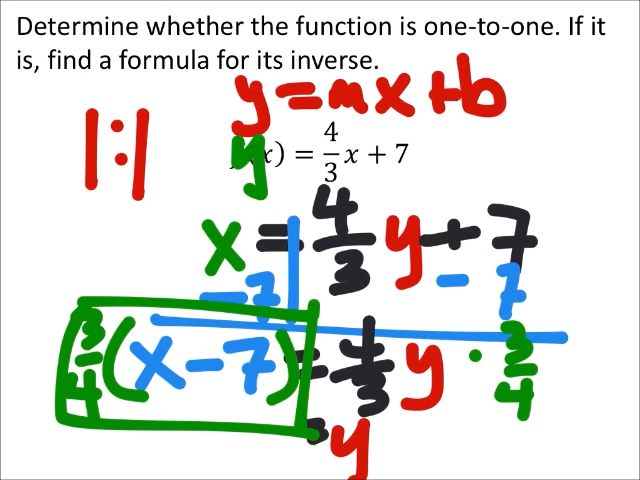 Determine whether the function is one-to-one. If it
is, find a formula for its inverse.
y = mx + b
1:1
y (x) = 4/3 x + 7
x = 4/3 y + 7
-7 - 7
3/4 (x - 7) = 4/3 y · 3/4
= y